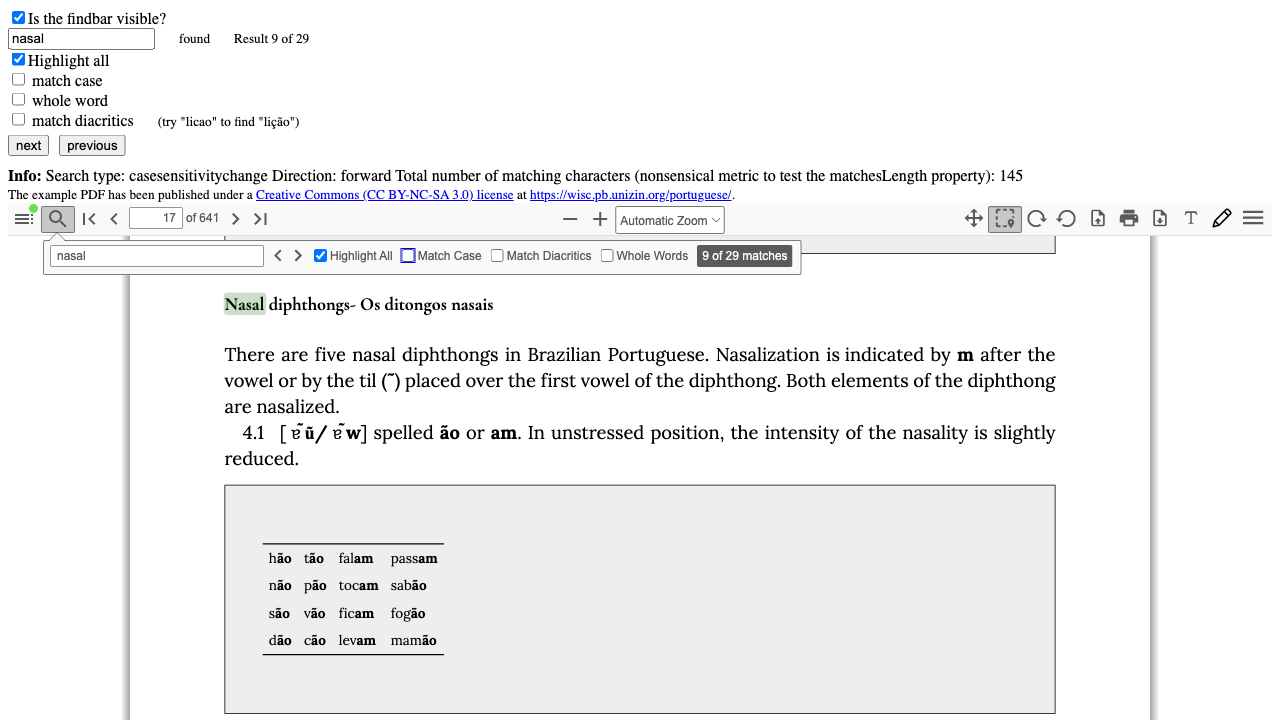 Is the findbar visible?
nasal found Result 9 of 29
Highlight all
match case
whole word
match diacritics (try "licao" to find "lição")
next previous
Info: Search type: casesensitivitychange Direction: forward Total number of matching characters (nonsensical metric to test the matchesLength property): 145
The example PDF has been published under a Creative Commons (CC BY-NC-SA 3.0) license at https://wisc.pb.unizin.org/portuguese/.
17 of 641 Automatic Zoom
nasal Highlight All Match Case Match Diacritics Whole Words 9 of 29 matches
Nasal diphthongs- Os ditongos nasais
There are five nasal diphthongs in Brazilian Portuguese. Nasalization is indicated by m after the
vowel or by the til (˜) placed over the first vowel of the diphthong. Both elements of the diphthong
are nasalized.
4.1 [ ɐ̃ ũ/ ɐ̃ w] spelled ão or am. In unstressed position, the intensity of the nasality is slightly
reduced.
hão tão falam passam
não pão tocam sabão
são vão ficam fogão
dão cão levam mamão